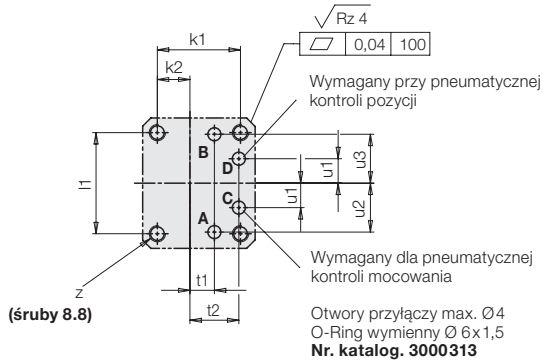 Rz 4
0,04 100
k1
k2
Wymagany przy pneumatycznej
kontroli pozycji
B
D
l1
u1
u3
u1
C
u2
A
Wymagany dla pneumatycznej
kontroli mocowania
z
(śruby 8.8)
t1
t2
Otwory przyłączy max. Ø 4
O-Ring wymienny Ø 6x1,5
Nr. katalog. 3000313